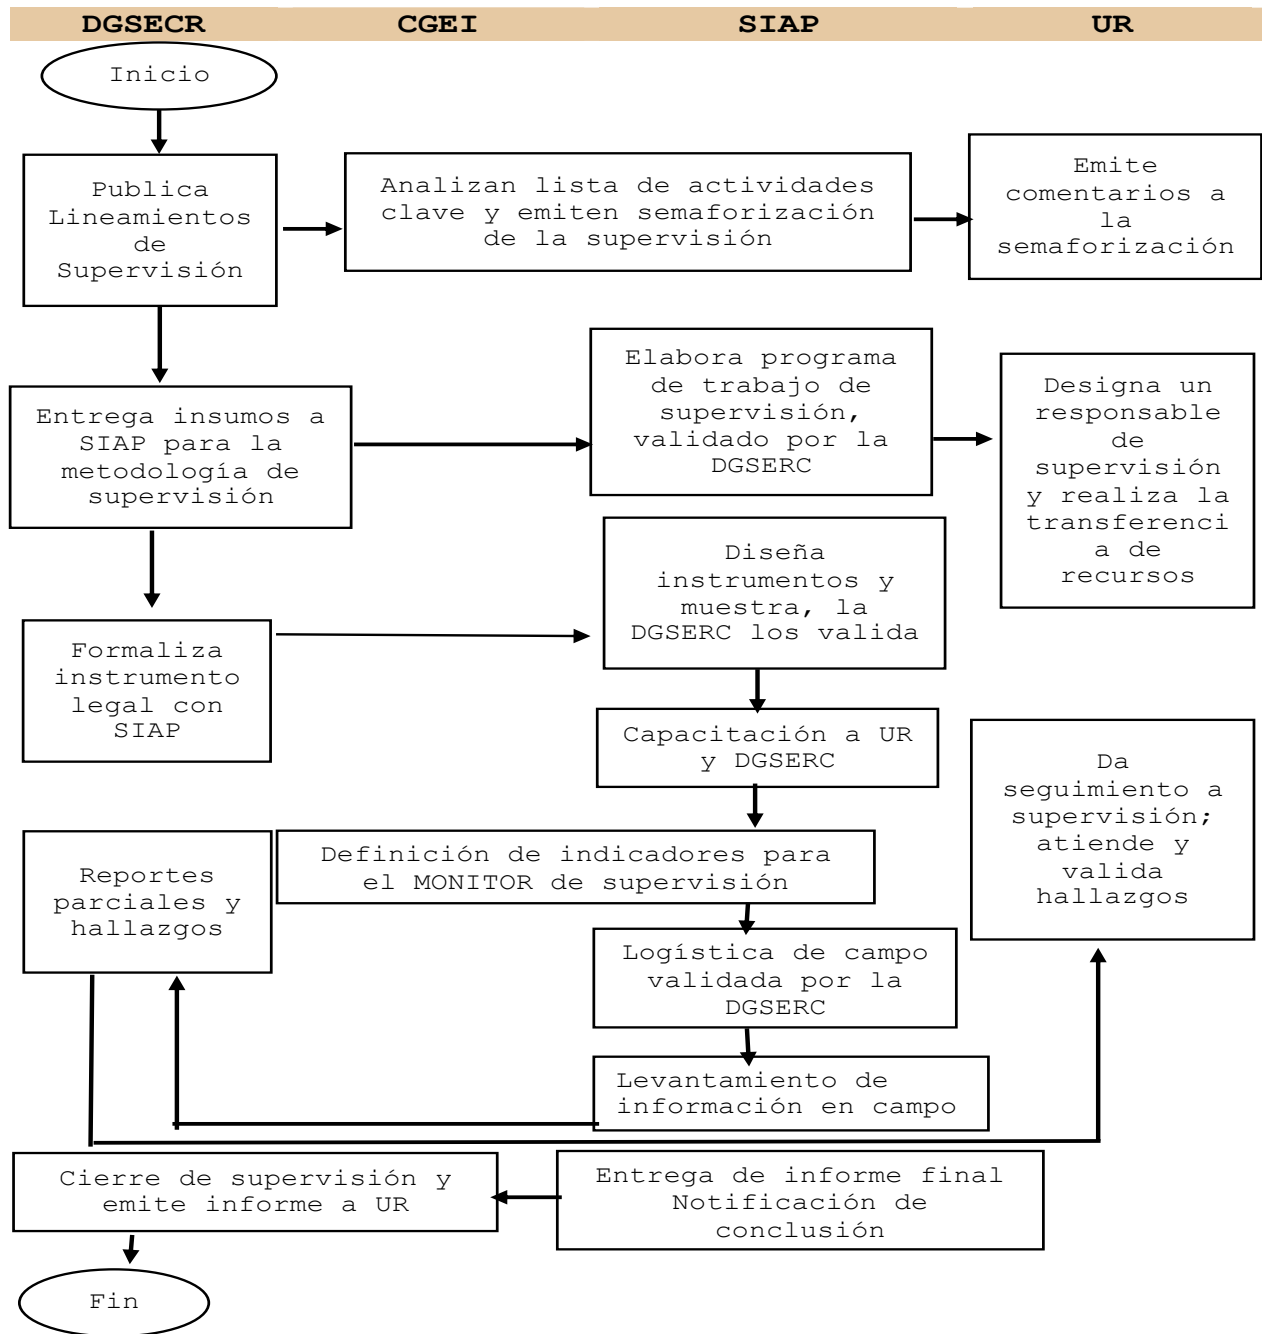 DGSECR CGEI SIAP UR
Inicio
Publica
Lineamientos
de
Supervisión
Analizan lista de actividades
clave y emiten semaforización
de la supervisión
Emite
comentarios a
la
semaforización
Entrega insumos a
SIAP para la
metodología de
supervisión
Elabora programa
de trabajo de
supervisión,
validado por la
DGSERC
Designa un
responsable
de
supervisión
y realiza la
transferenci
a de
recursos
Formaliza
instrumento
legal con
SIAP
Diseña
instrumentos y
muestra, la
DGSERC los valida
Capacitación a UR
y DGSERC
Definición de indicadores para
el MONITOR de supervisión
Logística de campo
validada por la
DGSERC
Levantamiento de
información en campo
Reportes
parciales y
hallazgos
Da
seguimiento a
supervisión;
atiende y
valida
hallazgos
Entrega de informe final
Notificación de
conclusión
Cierre de supervisión y
emite informe a UR
Fin